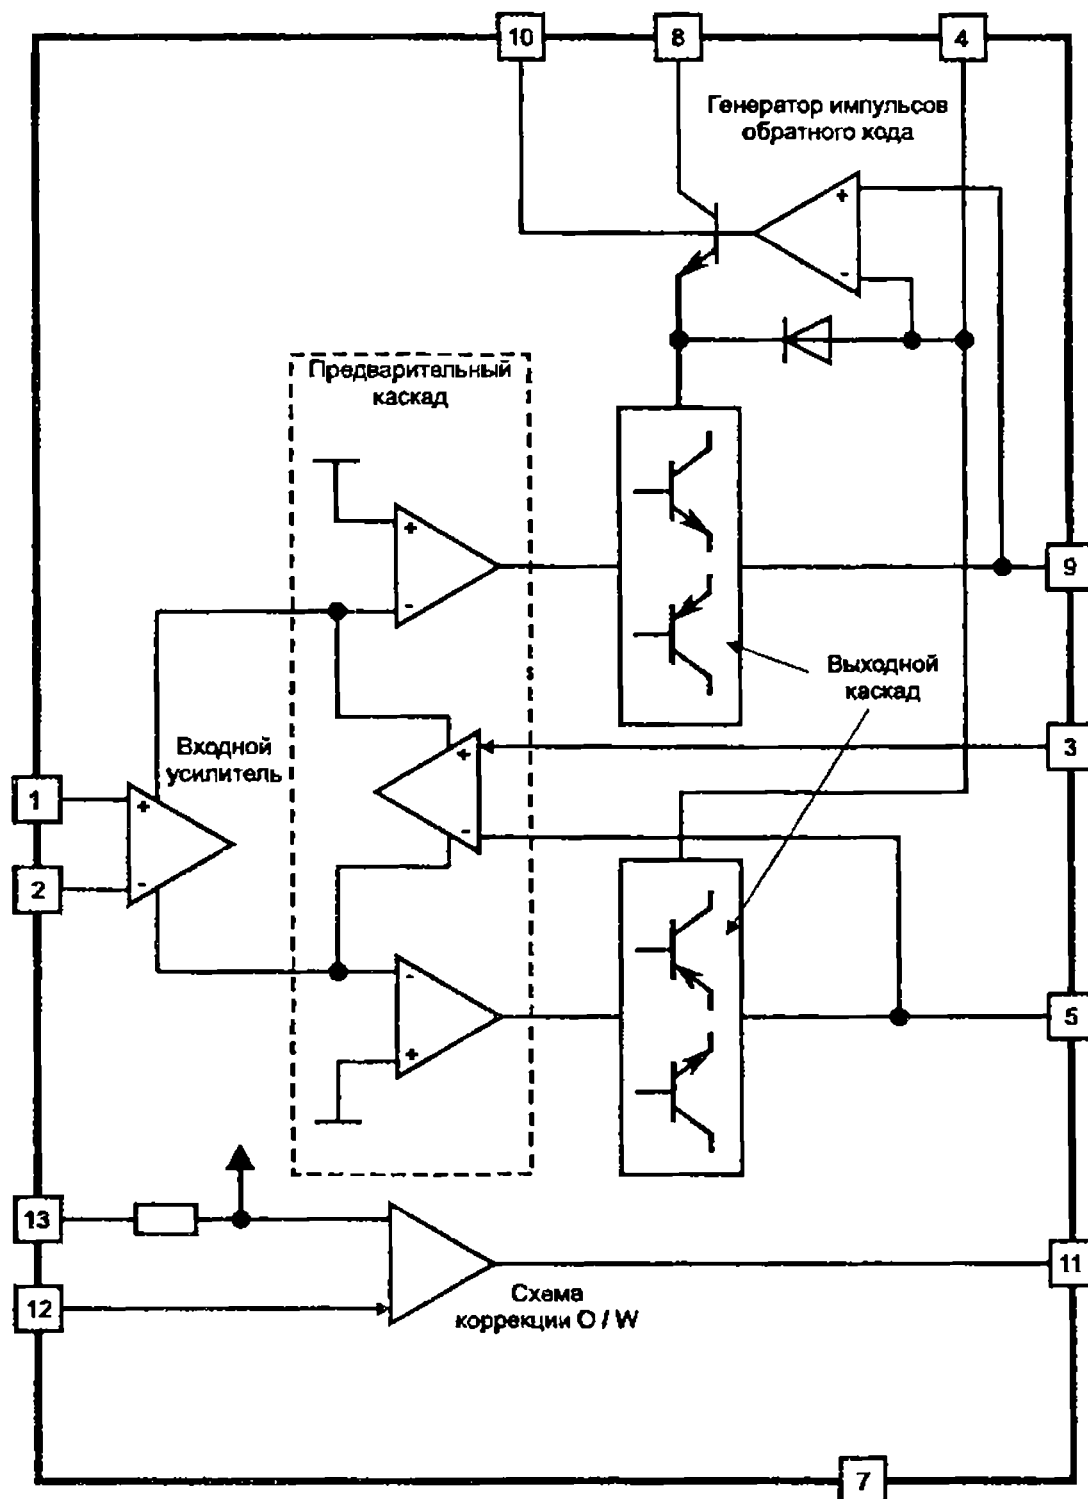 10
8
4
Генератор импульсов
обратного хода
+
-
Предварительный
каскад
+
-
9
Выходной
каскад
Входной
усилитель
3
+
-
1
+
2
-
-
+
5
13
11
12
Схема
коррекции O / W
7